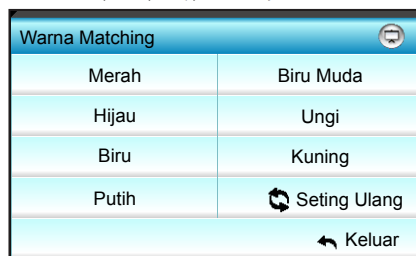 Warna Matching
Merah Biru Muda
Hijau Ungi
Biru Kuning
Putih Seting Ulang
Keluar